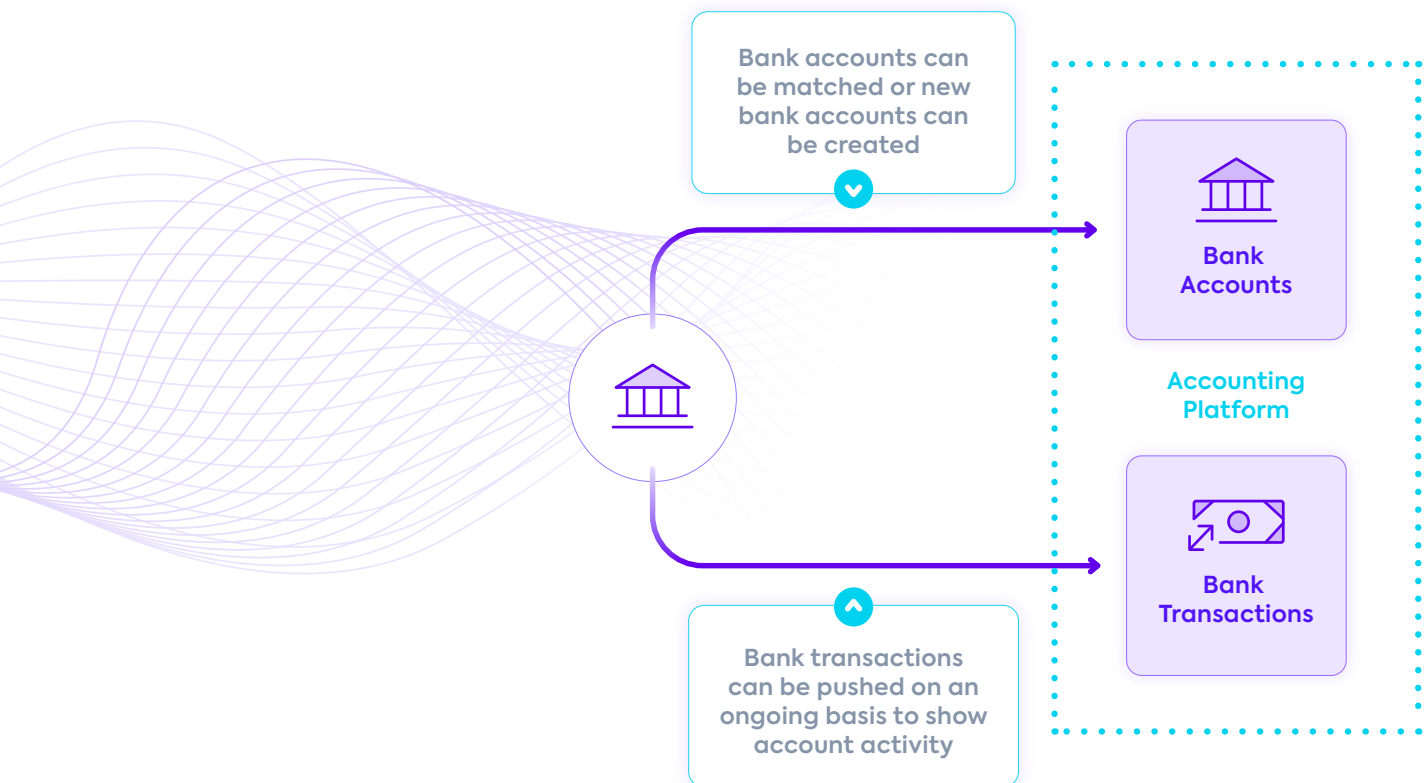 Bank accounts can
be matched or new
bank accounts can
be created
Bank
Accounts
Accounting
Platform
Bank
Transactions
Bank transactions
can be pushed on an
ongoing basis to show
account activity